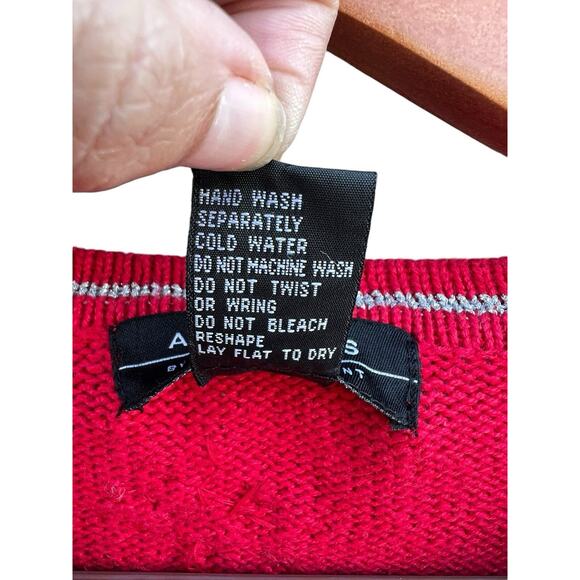 HAND WASH
SEPARATELY
COLD WATER
DO NOT MACHINE WASH
DO NOT TWIST
OR WRING
DO NOT BLEACH
RESHAPE
LAY FLAT TO DRY